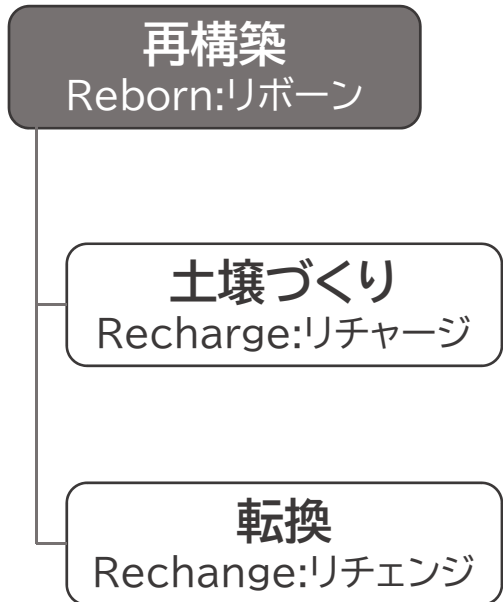 再構築
Reborn:リボーン
土壌づくり
Recharge:リチャージ
転換
Rechange:リチェンジ